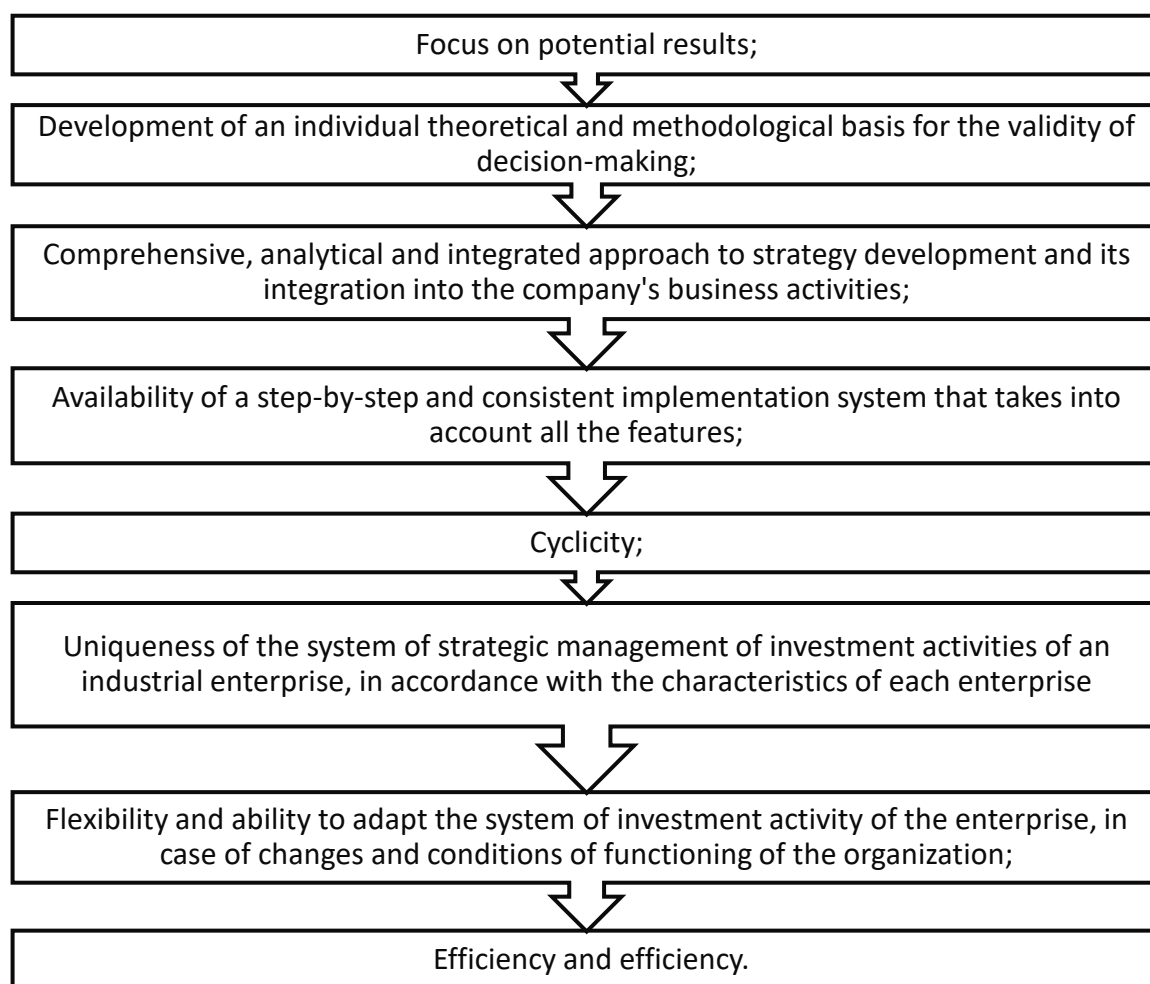 Focus on potential results;
Development of an individual theoretical and methodological basis for the validity of
decision-making;
Comprehensive, analytical and integrated approach to strategy development and its
integration into the company's business activities;
Availability of a step-by-step and consistent implementation system that takes into
account all the features;
Cyclicity;
Uniqueness of the system of strategic management of investment activities of an
industrial enterprise, in accordance with the characteristics of each enterprise
Flexibility and ability to adapt the system of investment activity of the enterprise, in
case of changes and conditions of functioning of the organization;
Efficiency and efficiency.